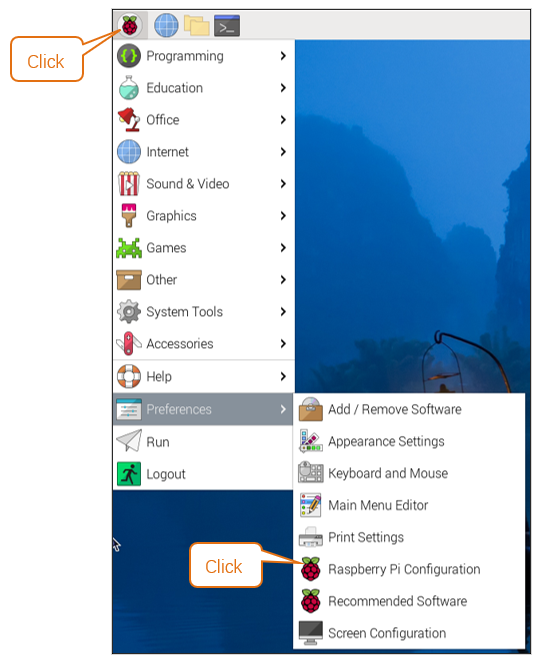 Click
Programming
Education
Office
Internet
Sound & Video
Graphics
Games
Other
System Tools
Accessories
Help
Preferences
Run
Logout
Add / Remove Software
Appearance Settings
Keyboard and Mouse
Main Menu Editor
Print Settings
Click
Raspberry Pi Configuration
Recommended Software
Screen Configuration